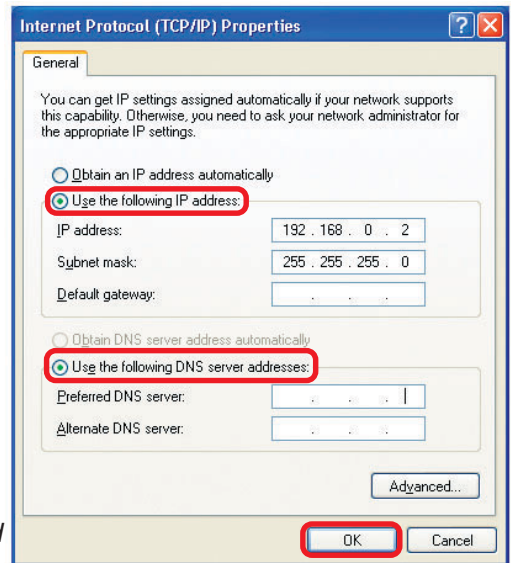 Internet Protocol (TCP/IP) Properties
General
You can get IP settings assigned automatically if your network supports
this capability. Otherwise, you need to ask your network administrator for
the appropriate IP settings.
Obtain an IP address automatically
Use the following IP address:
IP address: 192 . 168 . 0 . 2
Subnet mask: 255 . 255 . 255 . 0
Default gateway: . . .
Obtain DNS server address automatically
Use the following DNS server addresses:
Preferred DNS server: . . .
Alternate DNS server: . . .
Advanced...
OK Cancel